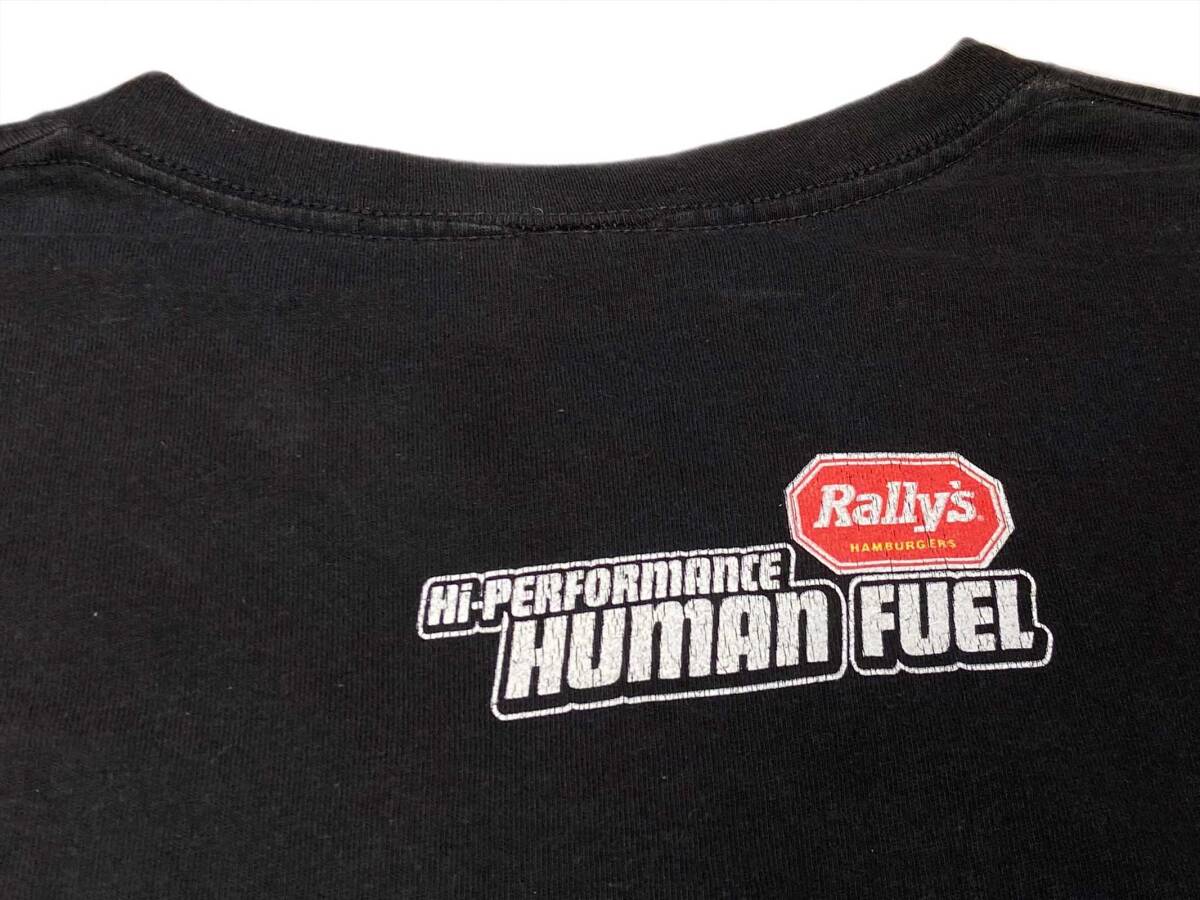 Rally's
HAMBURGERS
Hi-PERFORMANCE
HUMAN FUEL